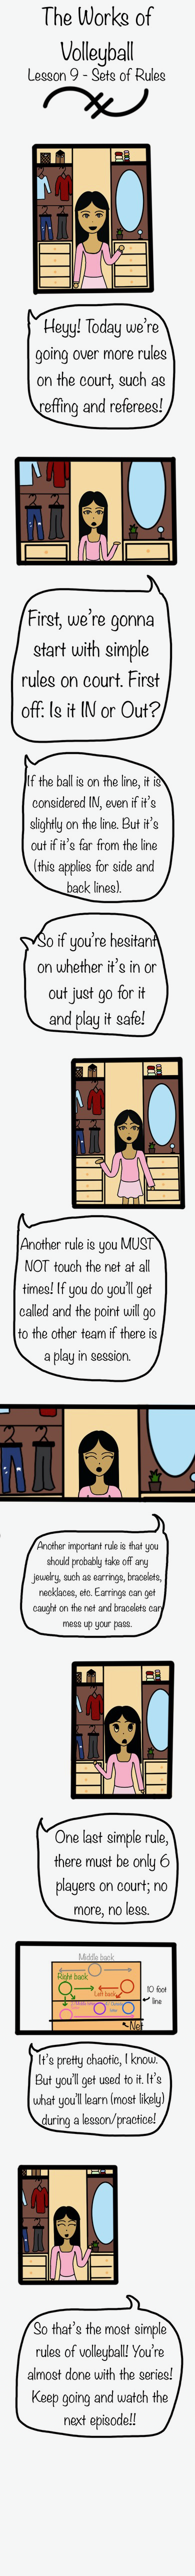 The Works of
Volleyball
Lesson 9 - Sets of Rules
Heyy! Today we're
going over more rules
on the court, such as
reffing and referees!
First, we're gonna
start with simple
rules on court. First
off: Is it IN or Out?
If the ball is on the line, it is
considered IN, even if it's
slightly on the line. But it's
out if it's far from the line
(this applies for side and
back lines).
So if you're hesitant
on whether it's in or
out just go for it
and play it safe!
Another rule is you MUST
NOT touch the net at all
times! If you do you'll get
called and the point will go
to the other team if there is
a play in session.
Another important rule is that you
should probably take off any
jewelry, such as earrings, bracelets,
necklaces, etc. Earrings can get
caught on the net and bracelets can
mess up your pass.
One last simple rule,
there must be only 6
players on court; no
more, no less.
Middle back
Right back
Left back
10 foot
line
Net
It's pretty chaotic, I know.
But you'll get used to it. It's
what you'll learn (most likely)
during a lesson/practice!
So that's the most simple
rules of volleyball! You're
almost done with the series!
Keep going and watch the
next episode!!